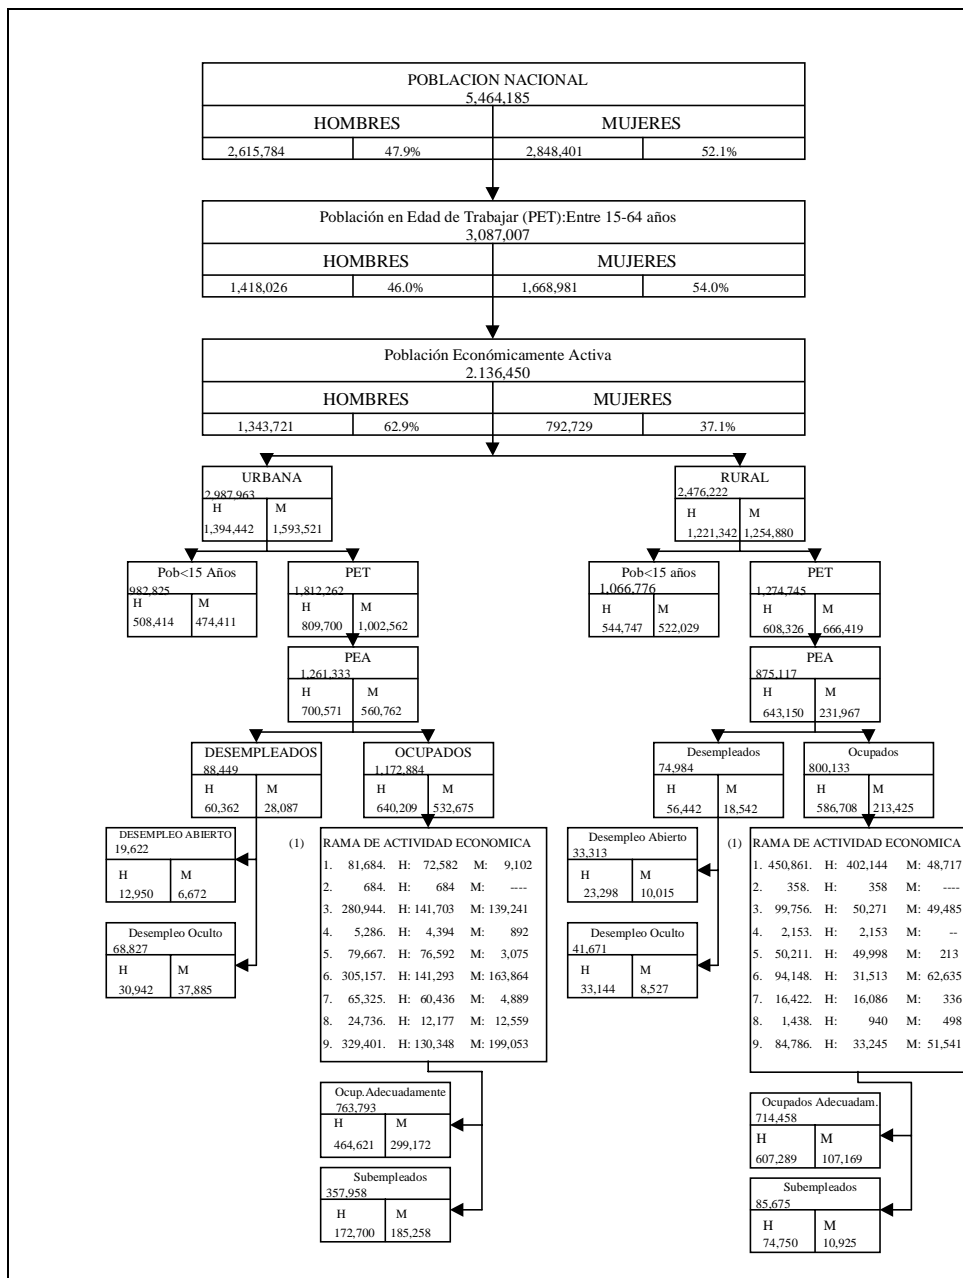 POBLACION NACIONAL
5,464,185
HOMBRES MUJERES
2,615,784 47.9% 2,848,401 52.1%
Población en Edad de Trabajar (PET):Entre 15-64 años
3,087,007
HOMBRES MUJERES
1,418,026 46.0% 1,668,981 54.0%
Población Económicamente Activa
2.136,450
HOMBRES MUJERES
1,343,721 62.9% 792,729 37.1%
URBANA
2,987,963
H M
1,394,442 1,593,521
RURAL
2,476,222
H M
1,221,342 1,254,880
Pob<15 Años
982,825
H M
508,414 474,411
PET
1,812,262
H M
809,700 1,002,562
Pob<15 años
1,066,776
H M
544,747 522,029
PET
1,274,745
H M
608,326 666,419
PEA
1,261,333
H M
700,571 560,762
PEA
875,117
H M
643,150 231,967
DESEMPLEADOS
88,449
H M
60,362 28,087
OCUPADOS
1,172,884
H M
640,209 532,675
Desempleados
74,984
H M
56,442 18,542
Ocupados
800,133
H M
586,708 213,425
DESEMPLEO ABIERTO
19,622
H M
12,950 6,672
Desempleo Oculto
68,827
H M
30,942 37,885
(1) RAMA DE ACTIVIDAD ECONOMICA
1. 81,684. H: 72,582 M: 9,102
2. 684. H: 684 M: ----
3. 280,944. H: 141,703 M: 139,241
4. 5,286. H: 4,394 M: 892
5. 79,667. H: 76,592 M: 3,075
6. 305,157. H: 141,293 M: 163,864
7. 65,325. H: 60,436 M: 4,889
8. 24,736. H: 12,177 M: 12,559
9. 329,401. H: 130,348 M: 199,053
Desempleo Abierto
33,313
H M
23,298 10,015
Desempleo Oculto
41,671
H M
33,144 8,527
(1) RAMA DE ACTIVIDAD ECONOMICA
1. 450,861. H: 402,144 M: 48,717
2. 358. H: 358 M: ----
3. 99,756. H: 50,271 M: 49,485
4. 2,153. H: 2,153 M: --
5. 50,211. H: 49,998 M: 213
6. 94,148. H: 31,513 M: 62,635
7. 16,422. H: 16,086 M: 336
8. 1,438. H: 940 M: 498
9. 84,786. H: 33,245 M: 51,541
Ocup.Adecuadamente
763,793
H M
464,621 299,172
Subempleados
357,958
H M
172,700 185,258
Ocupados Adecuadam.
714,458
H M
607,289 107,169
Subempleados
85,675
H M
74,750 10,925